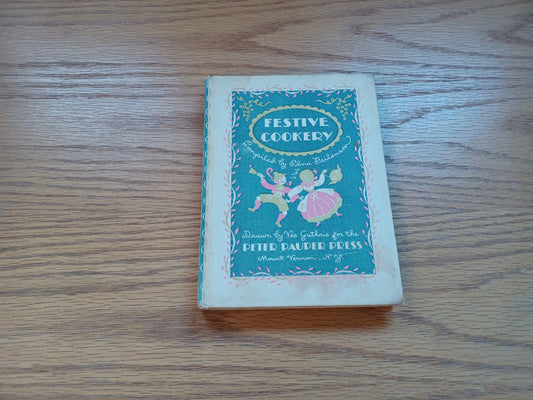 FESTIVE
COOKERY
Compiled by Edna Beilenson
Drawn by Vee Guthrie for the
PETER PAUPER PRESS
Mount Vernon, N.Y.